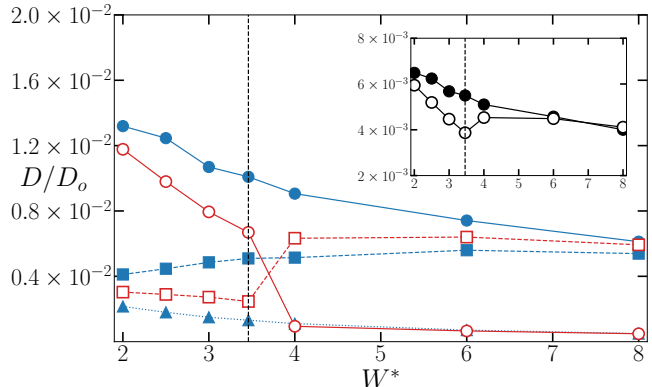 2.0 × 10⁻²
1.6 × 10⁻²
1.2 × 10⁻²
0.8 × 10⁻²
0.4 × 10⁻²
D/Dₒ
2 3 4 5 6 7 8
W*
8 × 10⁻³
6 × 10⁻³
4 × 10⁻³
2 × 10⁻³
2 3 4 5 6 7 8